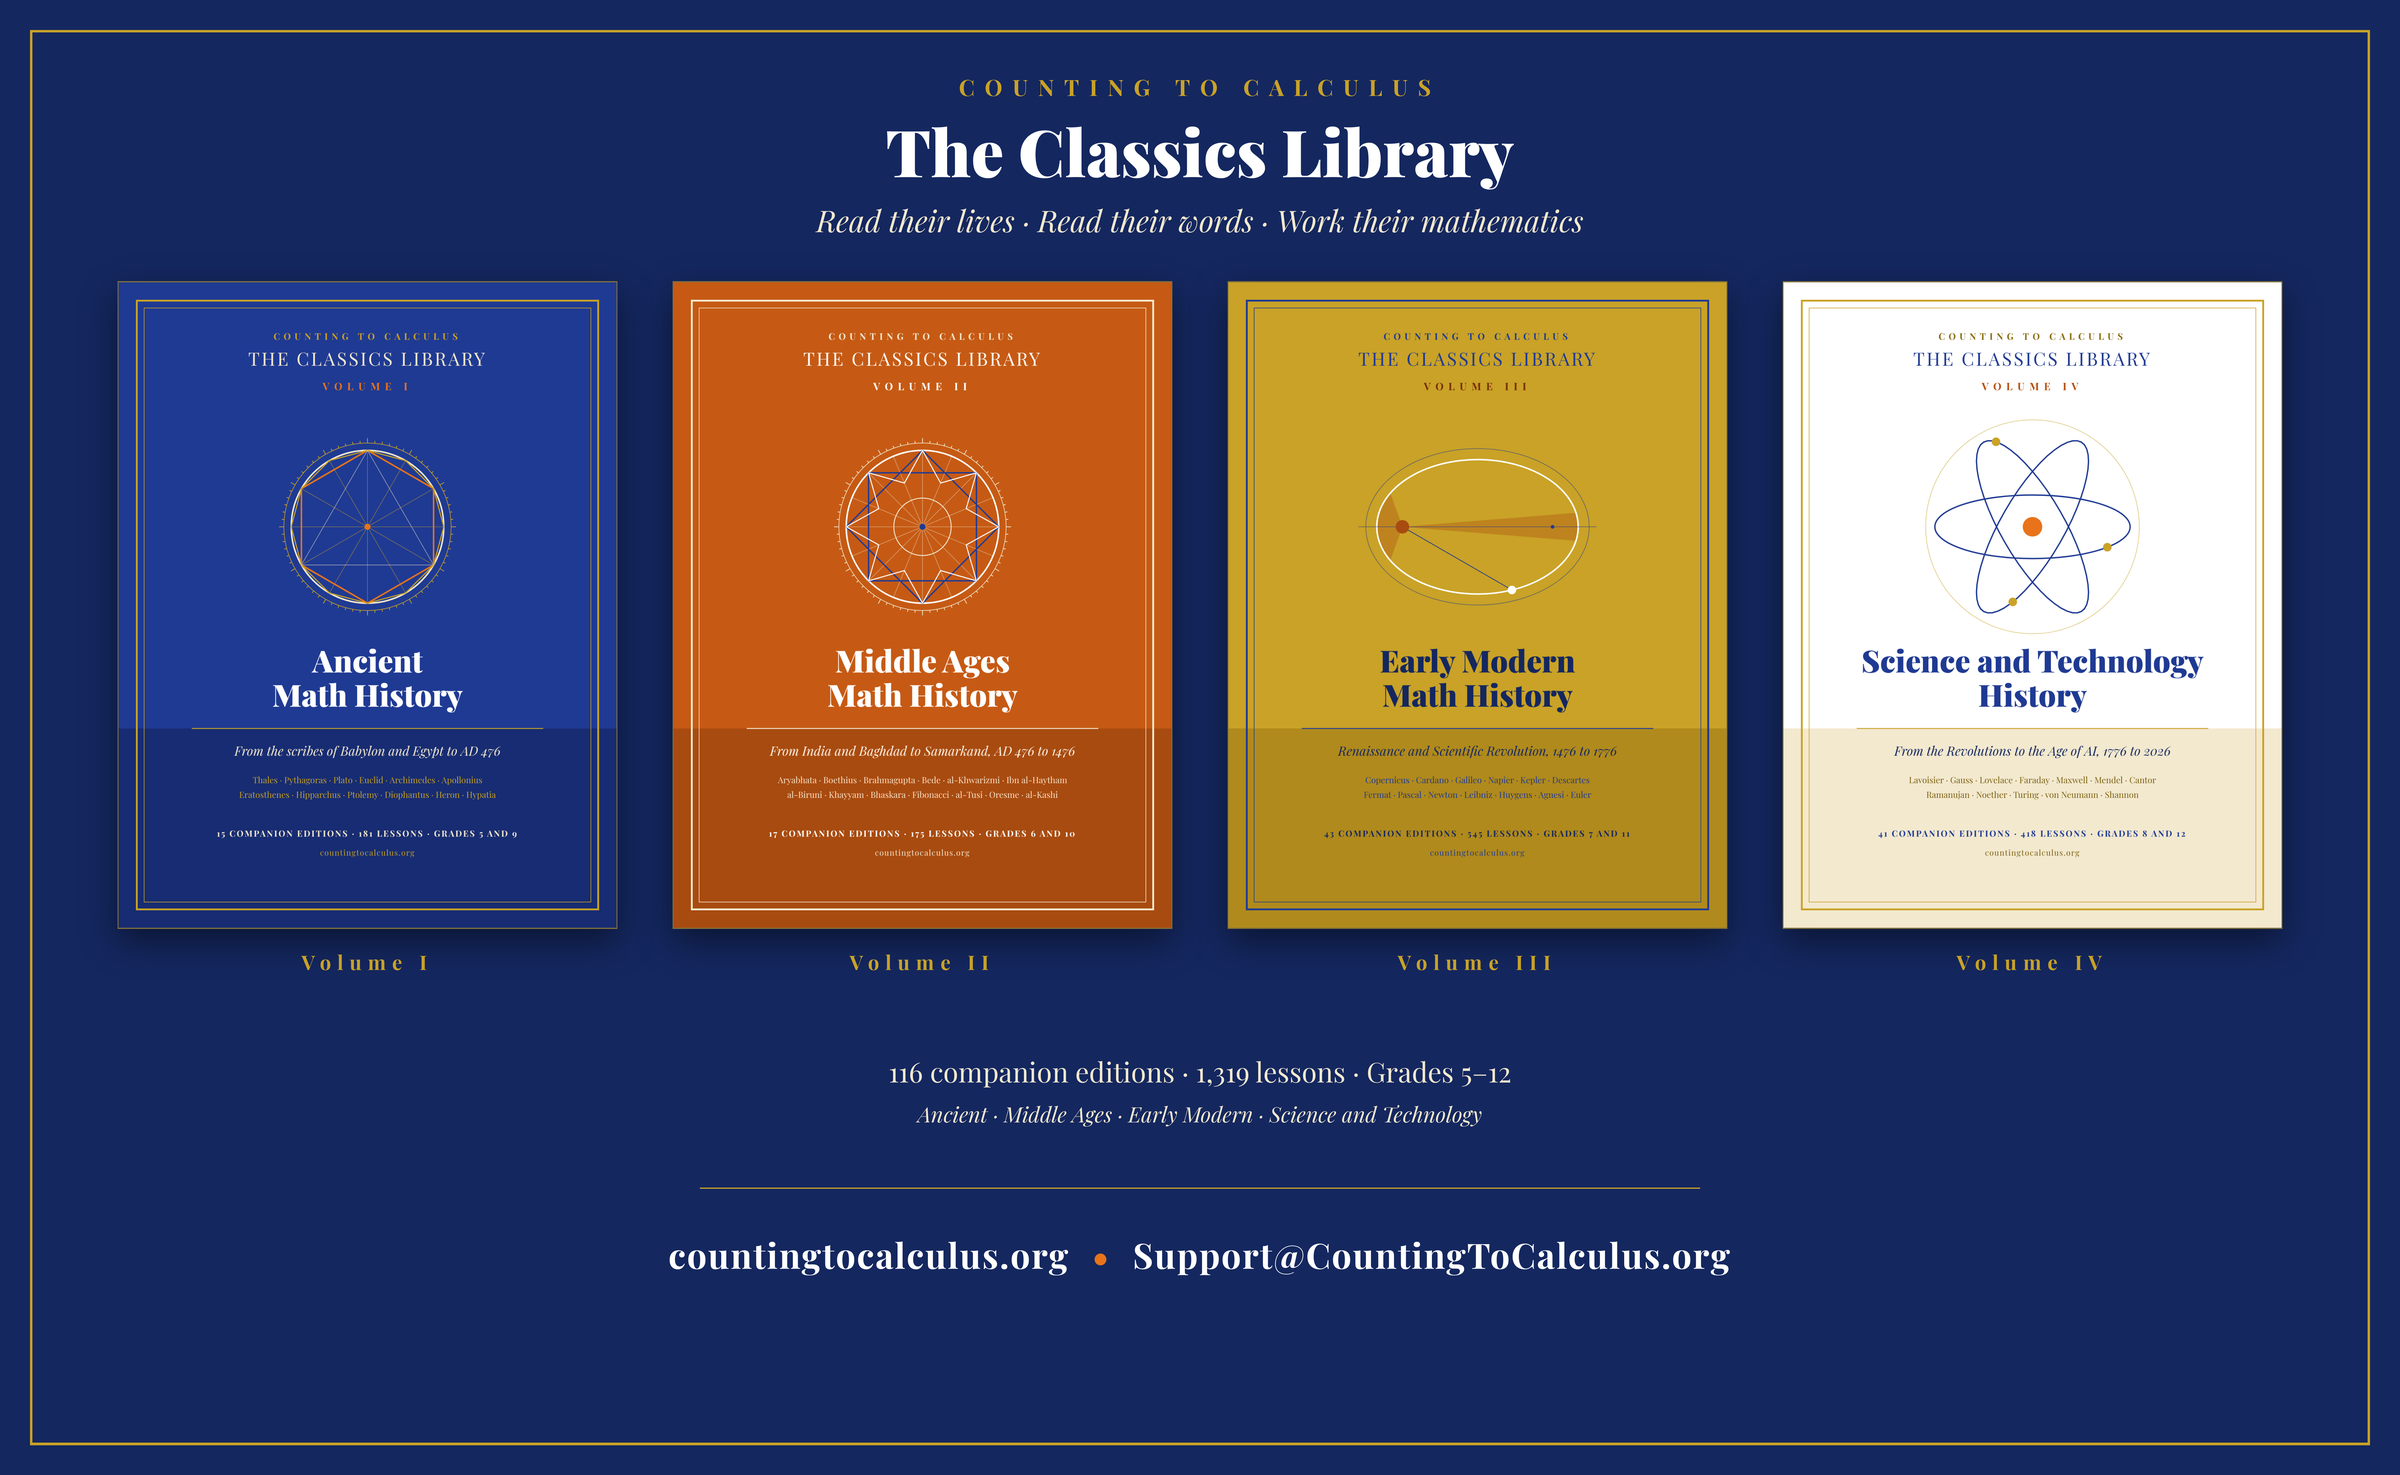 COUNTING TO CALCULUS
The Classics Library
Read their lives · Read their words · Work their mathematics
COUNTING TO CALCULUS
THE CLASSICS LIBRARY
VOLUME I
Ancient
Math History
From the scribes of Babylon and Egypt to AD 476
Thales · Pythagoras · Plato · Euclid · Archimedes · Apollonius
Eratosthenes · Hipparchus · Ptolemy · Diophantus · Heron · Hypatia
15 COMPANION EDITIONS · 181 LESSONS · GRADES 5 AND 9
countingtocalculus.org
Volume I
COUNTING TO CALCULUS
THE CLASSICS LIBRARY
VOLUME II
Middle Ages
Math History
From India and Baghdad to Samarkand, AD 476 to 1476
Aryabhata · Boethius · Brahmagupta · Bede · al-Khwarizmi · Ibn al-Haytham
al-Biruni · Khayyam · Bhaskara · Fibonacci · al-Tusi · Oresme · al-Kashi
17 COMPANION EDITIONS · 175 LESSONS · GRADES 6 AND 10
countingtocalculus.org
Volume II
COUNTING TO CALCULUS
THE CLASSICS LIBRARY
VOLUME III
Early Modern
Math History
Renaissance and Scientific Revolution, 1476 to 1776
Copernicus · Cardano · Galileo · Napier · Kepler · Descartes
Fermat · Pascal · Newton · Leibniz · Huygens · Agnesi · Euler
43 COMPANION EDITIONS · 545 LESSONS · GRADES 7 AND 11
countingtocalculus.org
Volume III
COUNTING TO CALCULUS
THE CLASSICS LIBRARY
VOLUME IV
Science and Technology
History
From the Revolutions to the Age of AI, 1776 to 2026
Lavoisier · Gauss · Lovelace · Faraday · Maxwell · Mendel · Cantor
Ramanujan · Noether · Turing · von Neumann · Shannon
41 COMPANION EDITIONS · 418 LESSONS · GRADES 8 AND 12
countingtocalculus.org
Volume IV
116 companion editions · 1,319 lessons · Grades 5–12
Ancient · Middle Ages · Early Modern · Science and Technology
countingtocalculus.org • Support@CountingToCalculus.org